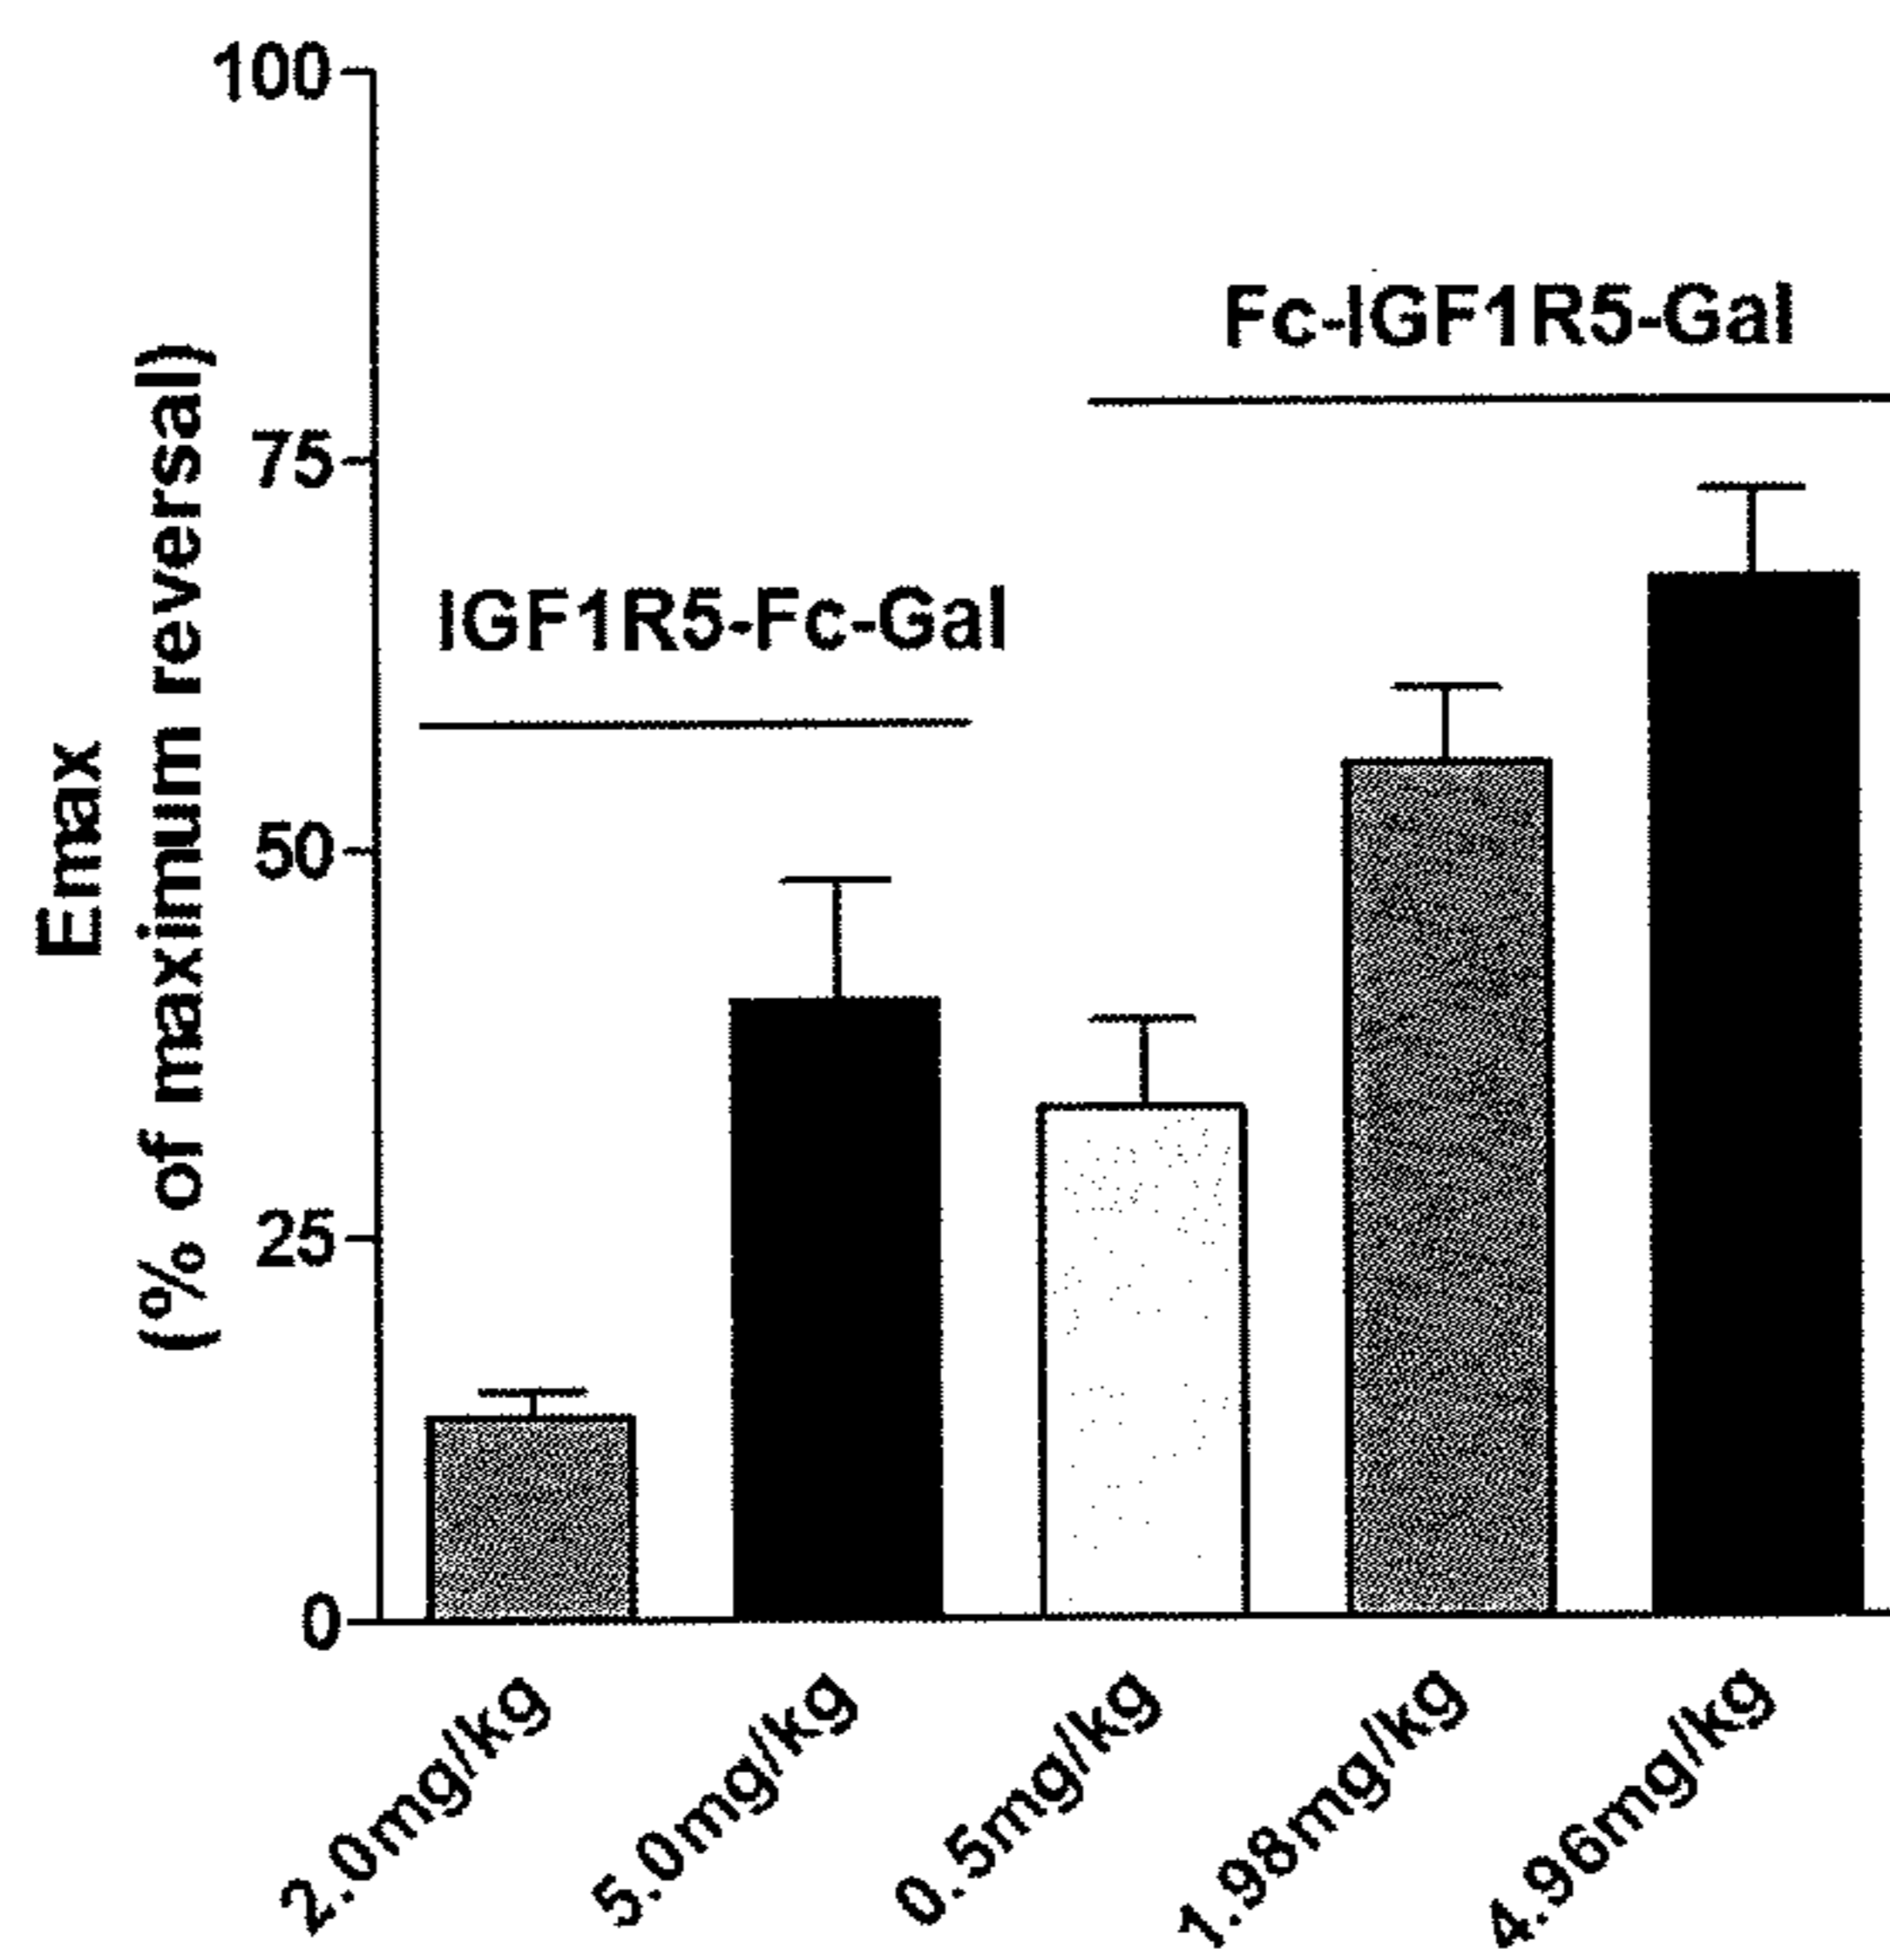 Emax
(% of maximum reversal)
100
75
50
25
0
IGF1R5-Fc-Gal
Fc-IGF1R5-Gal
2.0mg/kg
5.0mg/kg
0.5mg/kg
1.98mg/kg
4.96mg/kg